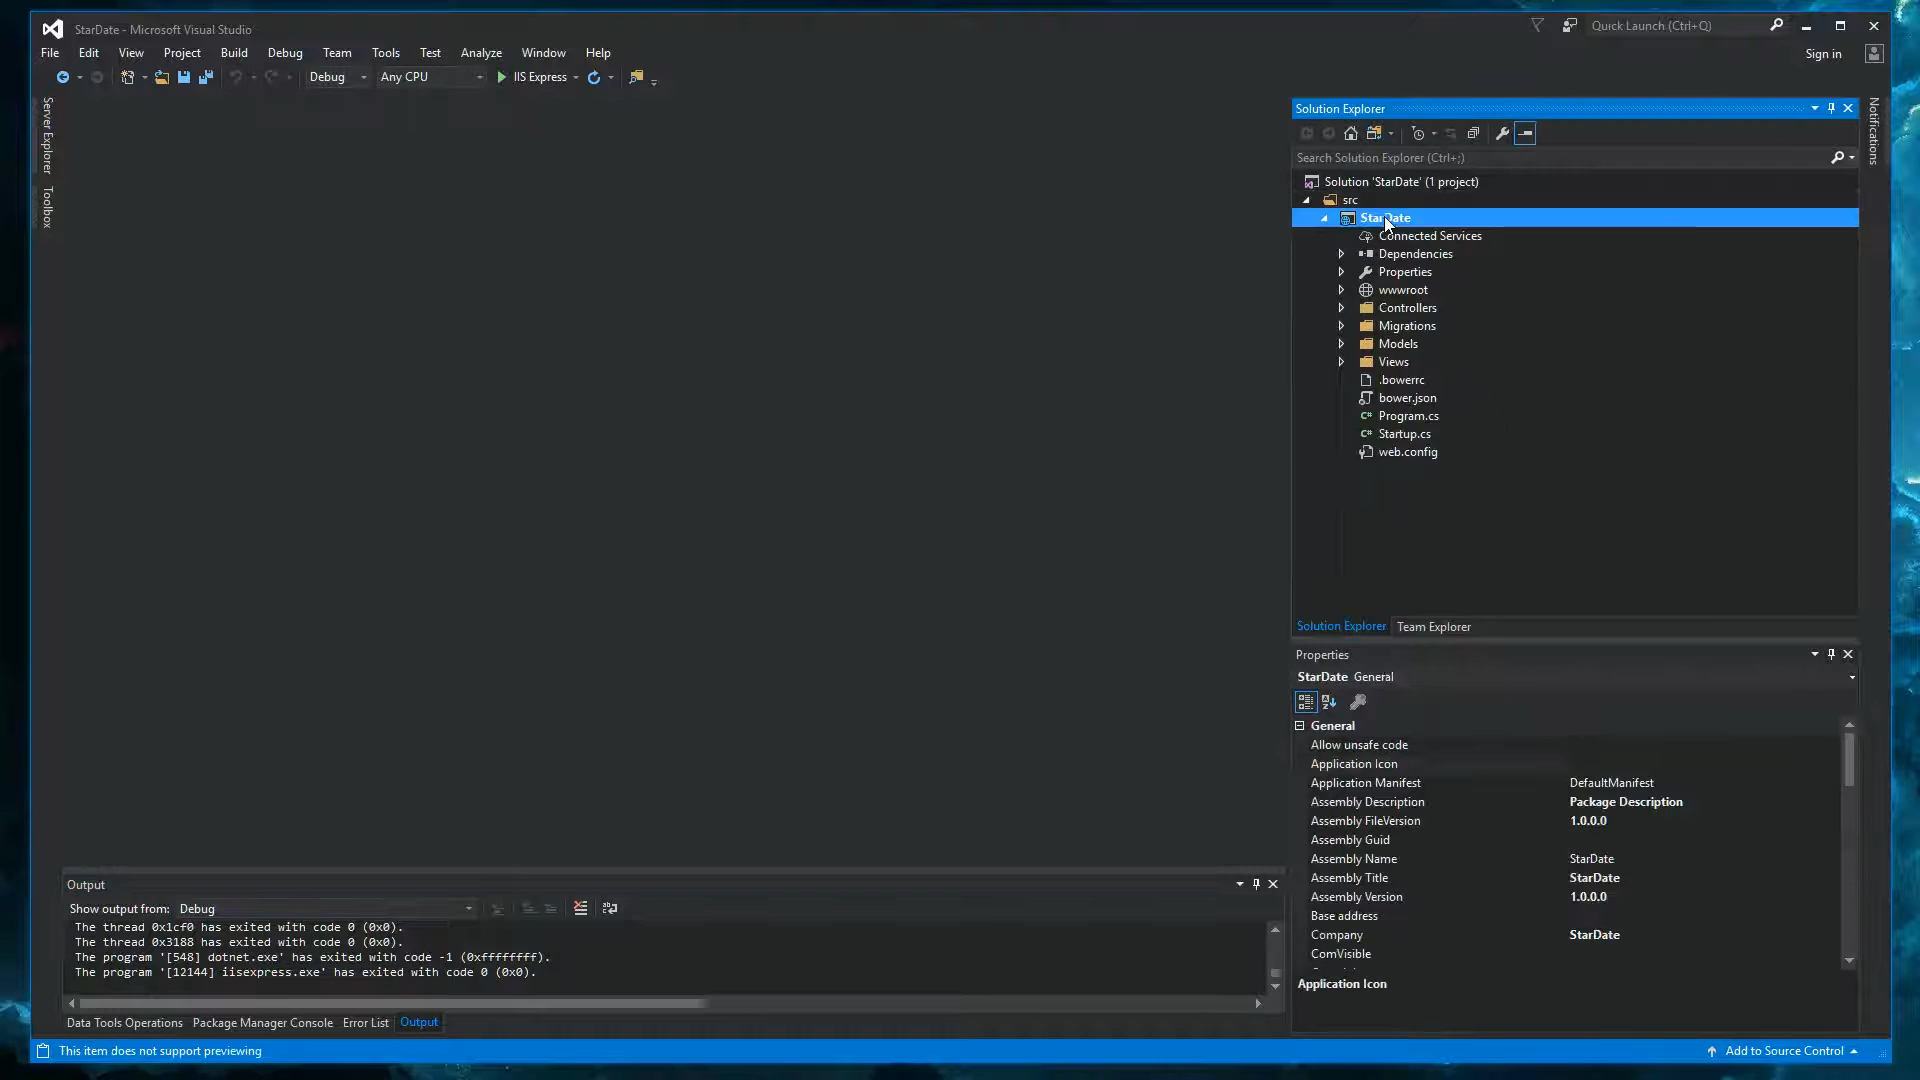 StarDate - Microsoft Visual Studio
Quick Launch (Ctrl+Q)
File Edit View Project Build Debug Team Tools Test Analyze Window Help
Sign in
Debug Any CPU IIS Express
Server Explorer
Toolbox
Notifications
Solution Explorer
Search Solution Explorer (Ctrl+;)
Solution 'StarDate' (1 project)
src
StarDate
Connected Services
Dependencies
Properties
wwwroot
Controllers
Migrations
Models
Views
.bowerrc
bower.json
C# Program.cs
C# Startup.cs
web.config
Solution Explorer Team Explorer
Properties
StarDate General
General
Allow unsafe code
Application Icon
Application Manifest DefaultManifest
Assembly Description Package Description
Assembly FileVersion 1.0.0.0
Assembly Guid
Assembly Name StarDate
Assembly Title StarDate
Assembly Version 1.0.0.0
Base address
Company StarDate
ComVisible
Application Icon
Output
Show output from: Debug
The thread 0x1cf0 has exited with code 0 (0x0).
The thread 0x3188 has exited with code 0 (0x0).
The program '[548] dotnet.exe' has exited with code -1 (0xffffffff).
The program '[12144] iisexpress.exe' has exited with code 0 (0x0).
Data Tools Operations Package Manager Console Error List Output
This item does not support previewing
Add to Source Control